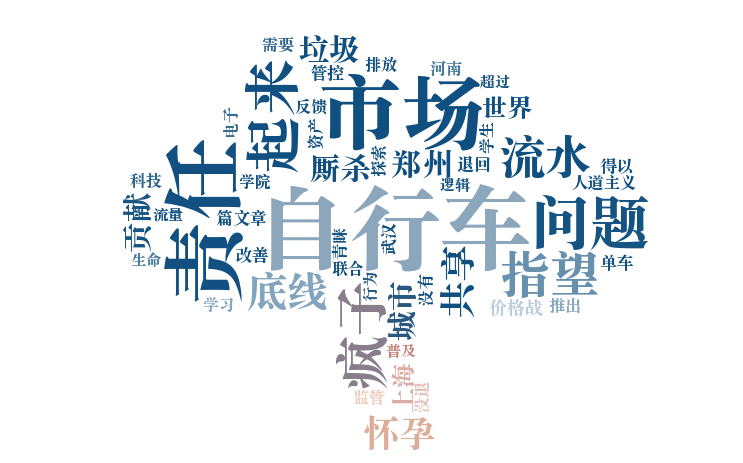 需要
垃圾
管控
排放
河南
超过
起来
市场
世界
反馈
电子
资产
学生
流水
厮杀
探索
郑州
退回
逻辑
得以
人道主义
责任
科技
学院
贡献
流量
篇文章
自行车
问题
生命
改善
青睐
武汉
联合
行为
没有
共享
指望
单车
底线
学习
疯子
城市
价格战
推出
普及
上海
没退
监管
怀孕